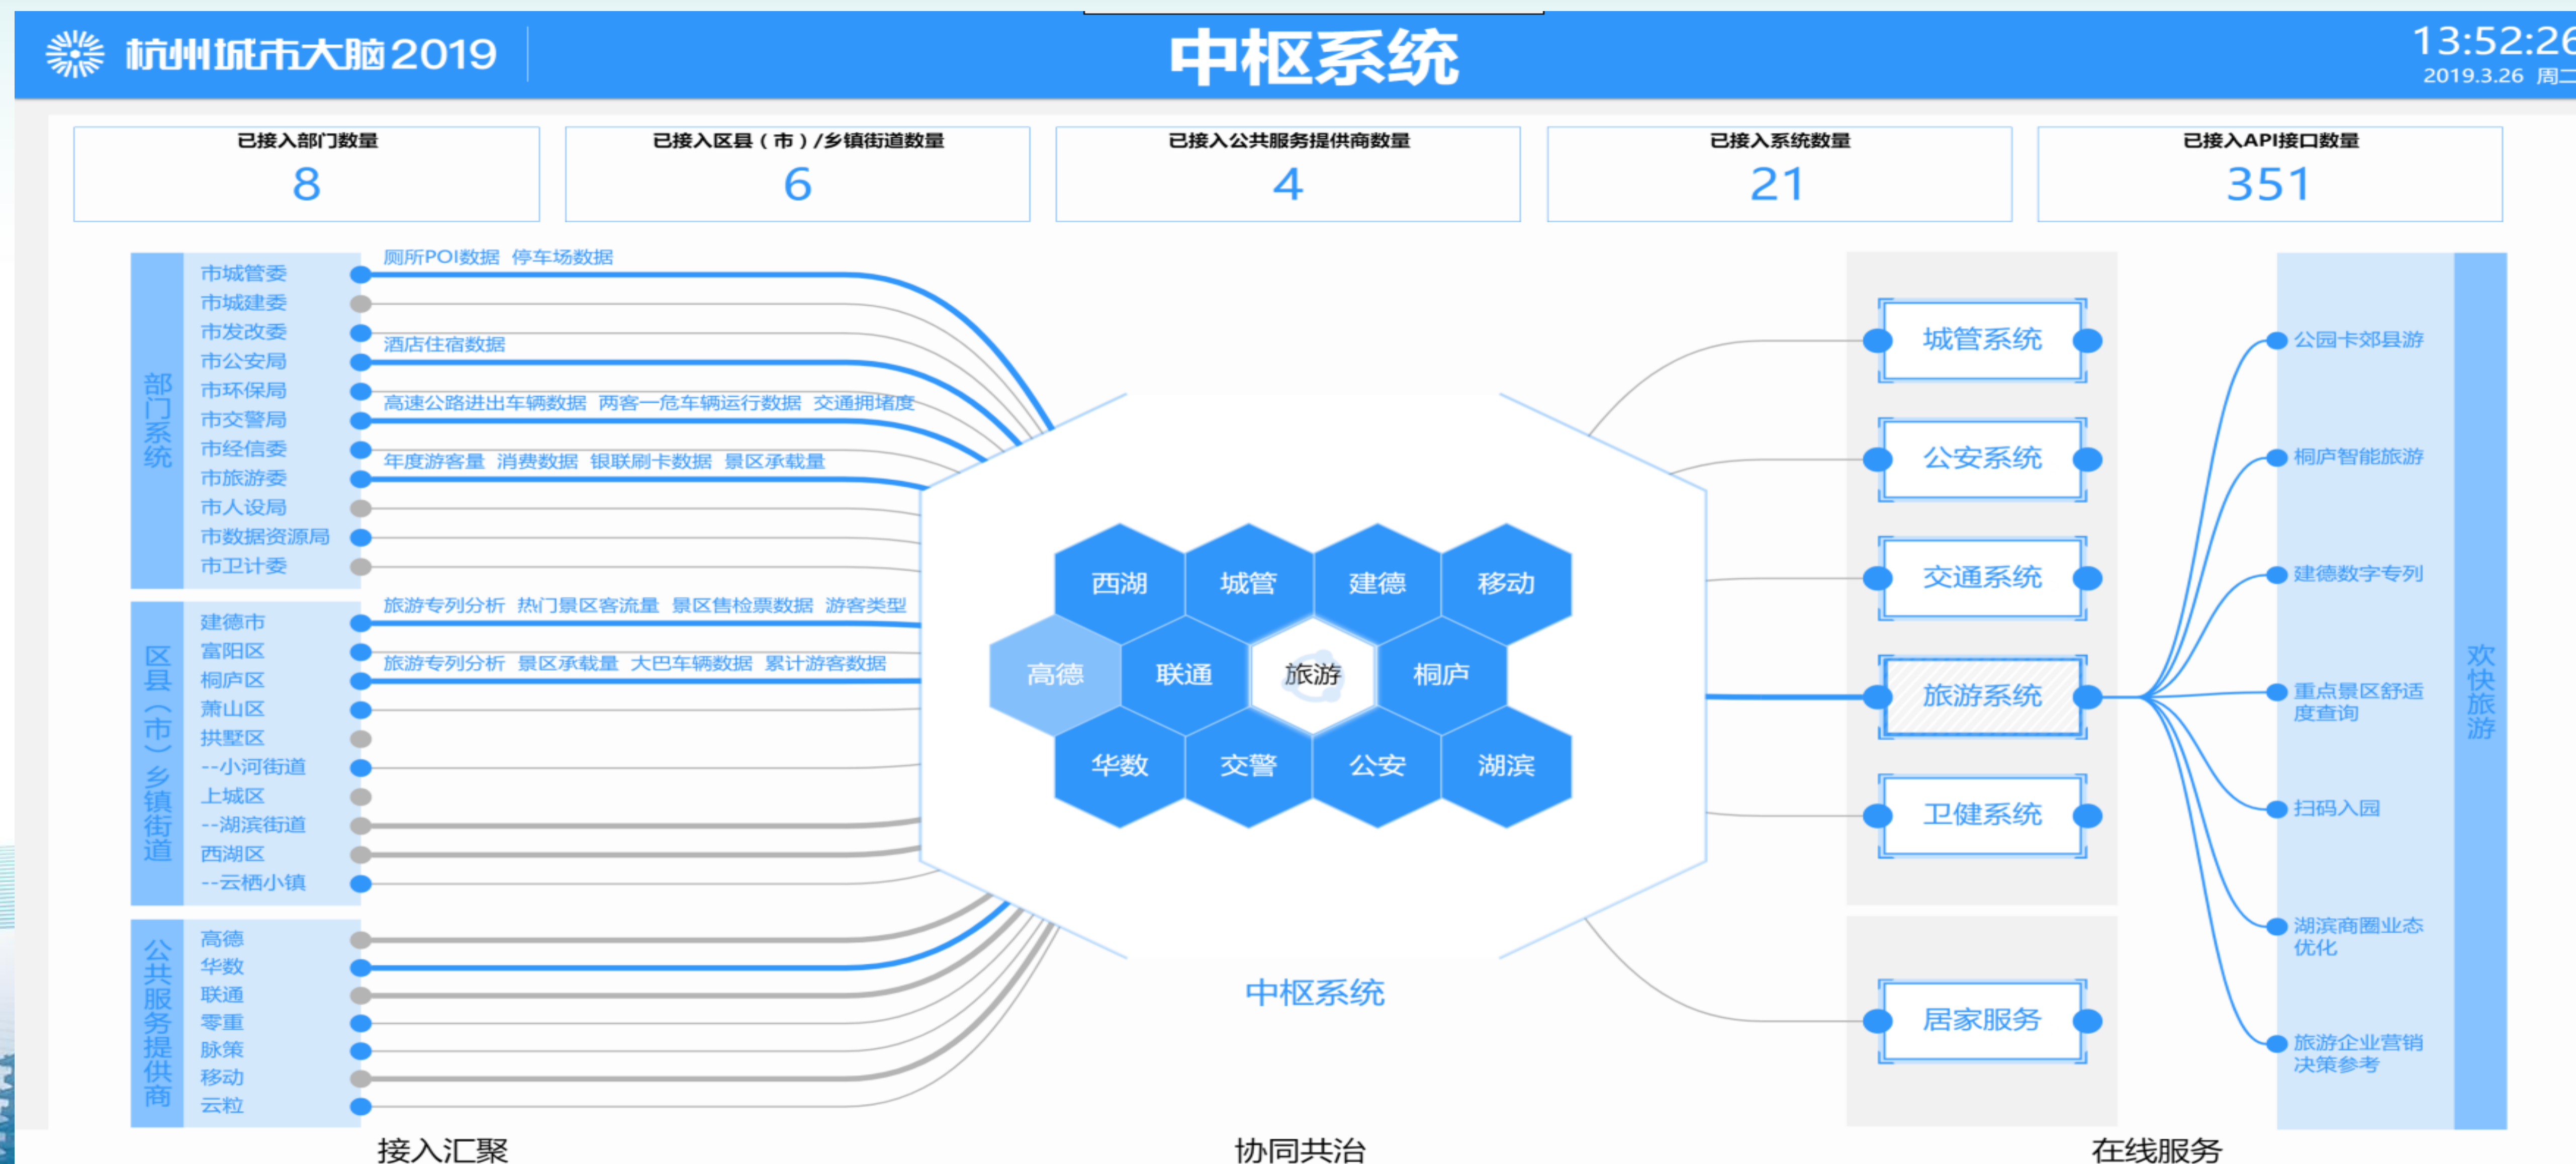 杭州城市大脑2019
中枢系统
13:52:26
2019.3.26 周二
已接入部门数量
8
已接入区县（市）/乡镇街道数量
6
已接入公共服务提供商数量
4
已接入系统数量
21
已接入API接口数量
351
部门系统
市城管委
厕所POI数据 停车场数据
市城建委
市发改委
市公安局
酒店住宿数据
市环保局
市交警局
高速公路进出车辆数据 两客一危车辆运行数据 交通拥堵度
市经信委
市旅游委
年度游客量 消费数据 银联刷卡数据 景区承载量
市人设局
市数据资源局
市卫计委
区县（市）乡镇街道
建德市
旅游专列分析 热门景区客流量 景区售检票数据 游客类型
富阳区
桐庐区
旅游专列分析 景区承载量 大巴车辆数据 累计游客数据
萧山区
拱墅区
--小河街道
上城区
--湖滨街道
西湖区
--云栖小镇
公共服务提供商
高德
华数
联通
零重
脉策
移动
云粒
西湖
城管
建德
移动
高德
联通
旅游
桐庐
华数
交警
公安
湖滨
中枢系统
城管系统
公安系统
交通系统
旅游系统
卫健系统
居家服务
公园卡郊县游
桐庐智能旅游
建德数字专列
重点景区舒适
度查询
扫码入园
湖滨商圈业态
优化
旅游企业营销
决策参考
欢快旅游
接入汇聚
协同共治
在线服务